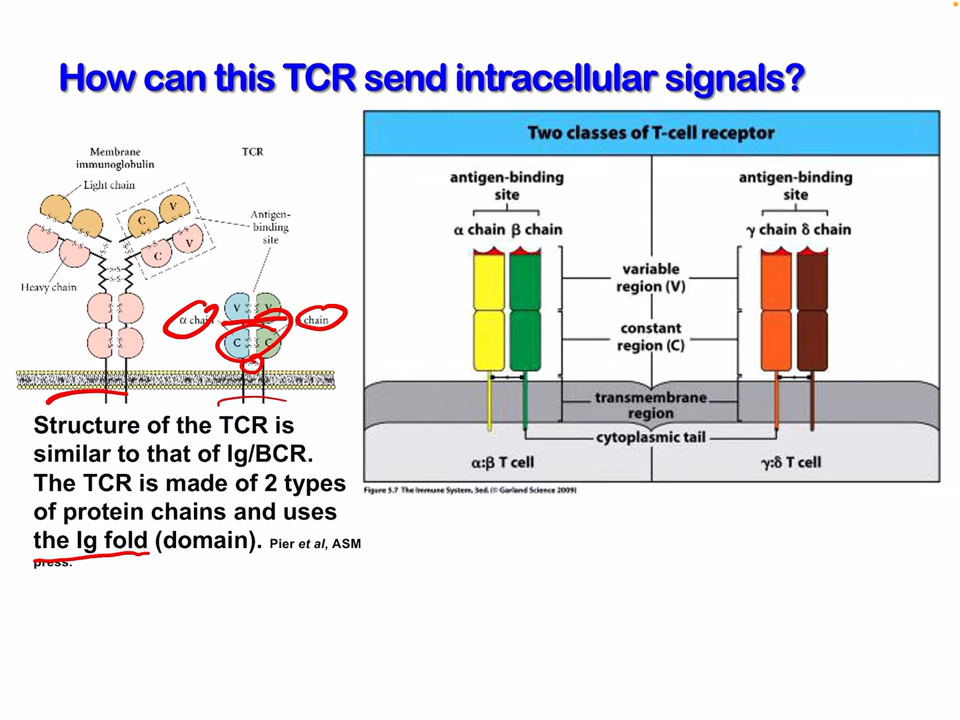 How can this TCR send intracellular signals?
Membrane
immunoglobulin
TCR
Light chain
C
V
V
C
Antigen-
binding
site
Heavy chain
V
V
α chain
chain
C
C
Structure of the TCR is
similar to that of Ig/BCR.
The TCR is made of 2 types
of protein chains and uses
the Ig fold (domain). Pier et al, ASM
press.
Two classes of T-cell receptor
antigen-binding
site
antigen-binding
site
α chain β chain
γ chain δ chain
variable
region (V)
constant
region (C)
transmembrane
region
cytoplasmic tail
α:β T cell
γ:δ T cell
Figure 5.7 The Immune System, 3ed. (© Garland Science 2009)